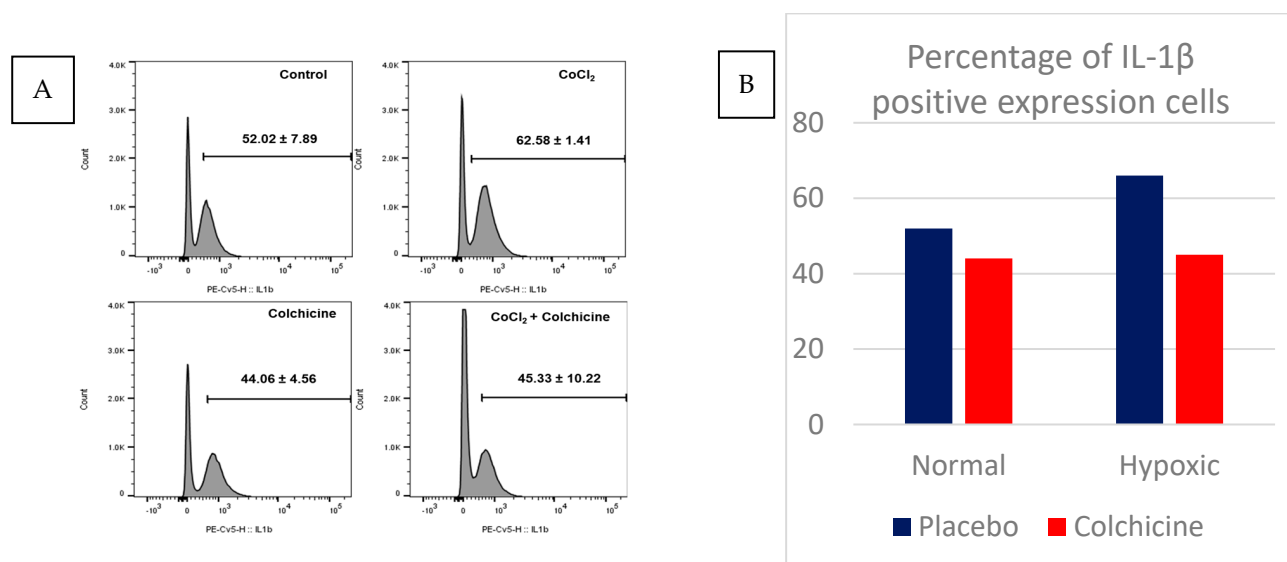 A
4.0K
3.0K
2.0K
1.0K
0
Count
Control
52.02 ± 7.89
-10³ 0 10³ 10⁴ 10⁵
PE-Cy5-H :: IL1b
4.0K
3.0K
2.0K
1.0K
0
Count
CoCl₂
62.58 ± 1.41
-10³ 0 10³ 10⁴ 10⁵
PE-Cy5-H :: IL1b
4.0K
3.0K
2.0K
1.0K
0
Count
Colchicine
44.06 ± 4.56
-10³ 0 10³ 10⁴ 10⁵
PE-Cy5-H :: IL1b
4.0K
3.0K
2.0K
1.0K
0
Count
CoCl₂ + Colchicine
45.33 ± 10.22
-10³ 0 10³ 10⁴ 10⁵
PE-Cy5-H :: IL1b
B
Percentage of IL-1β
positive expression cells
80
60
40
20
0
Normal Hypoxic
Placebo Colchicine